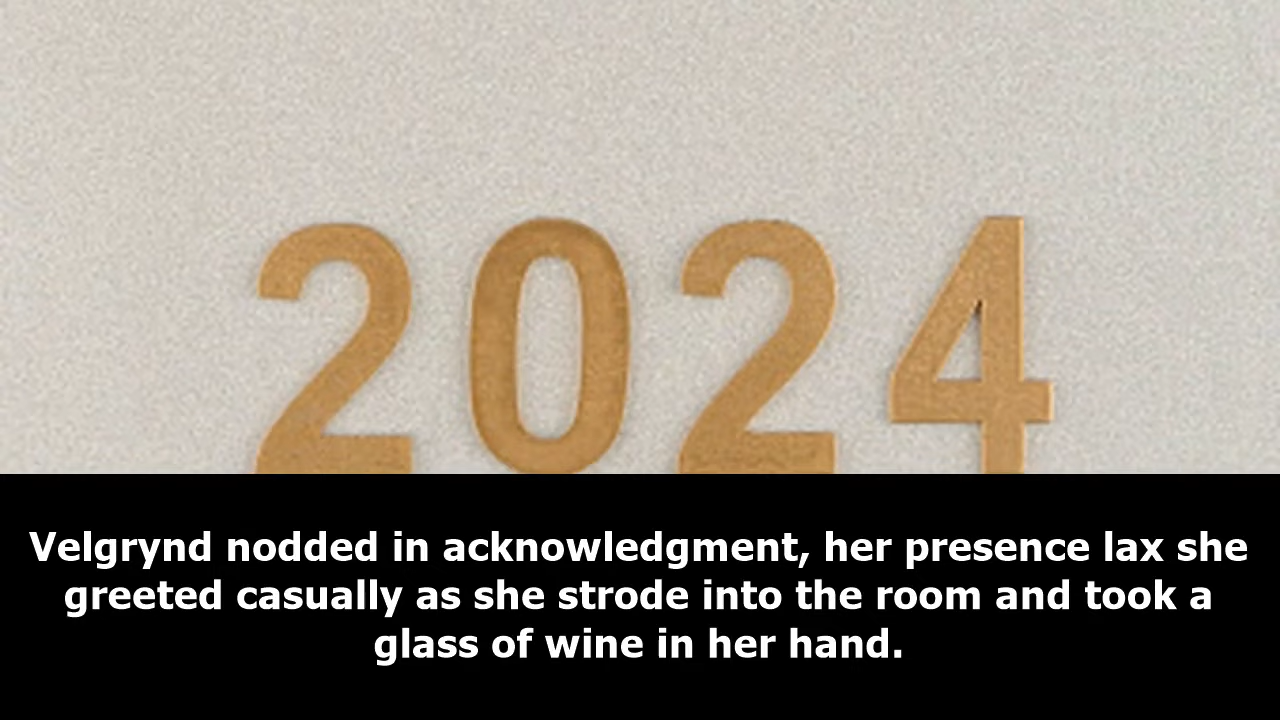 2024
Velgrynd nodded in acknowledgment, her presence lax she
greeted casually as she strode into the room and took a
glass of wine in her hand.